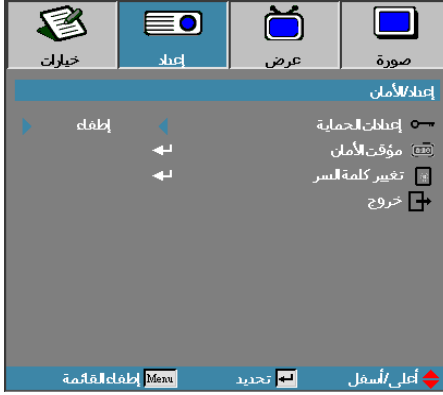 صورة عرض إعداد خيارات
إعداد/الأمان
إعدادات الحماية إطفاء
مؤقت الأمان
تغيير كلمة السر
خروج
أعلى/أسفل تحديد Menu إطفاء القائمة